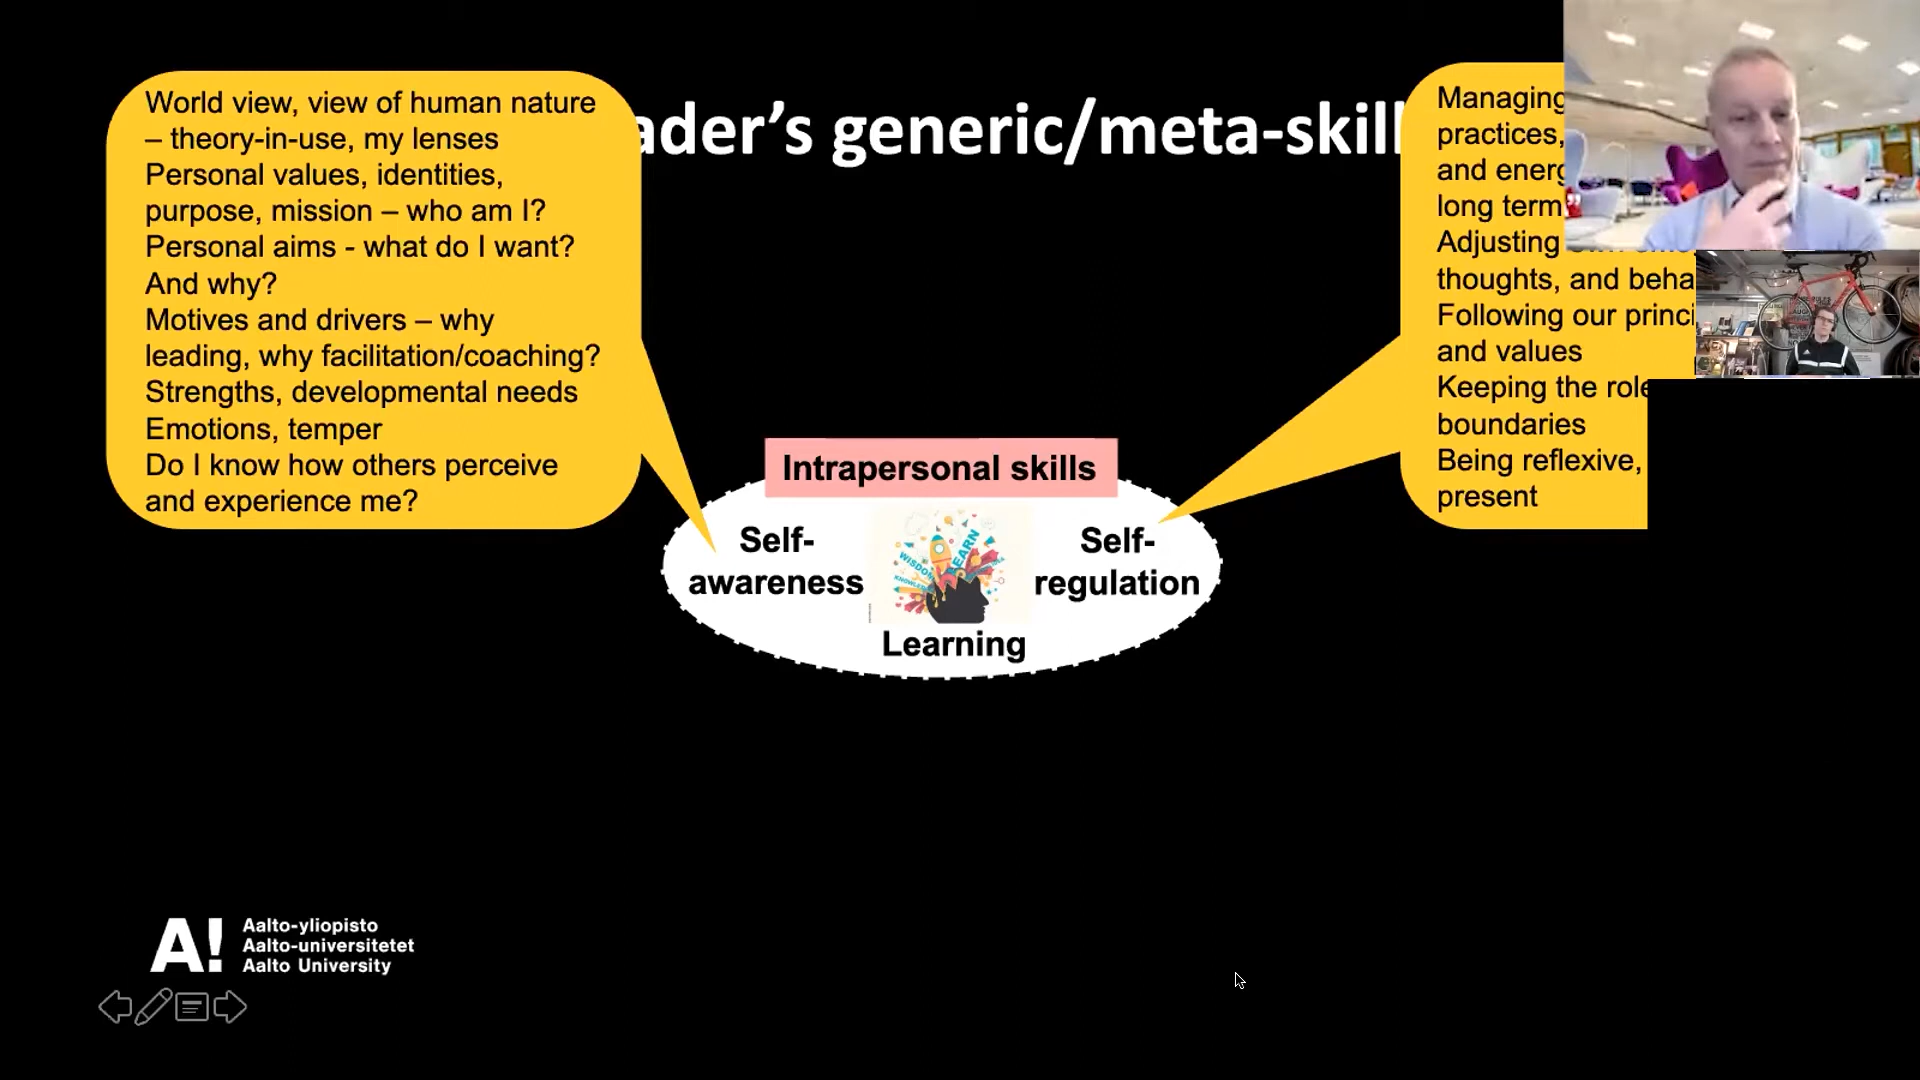 World view, view of human nature
– theory-in-use, my lenses
Personal values, identities,
purpose, mission – who am I?
Personal aims - what do I want?
And why?
Motives and drivers – why
leading, why facilitation/coaching?
Strengths, developmental needs
Emotions, temper
Do I know how others perceive
and experience me?
ader’s generic/meta-skill
Managing
practices,
and energ
long term
Adjusting
thoughts, and beha
Following our princi
and values
Keeping the role
boundaries
Being reflexive,
present
Intrapersonal skills
Self-
awareness
WISDOM
KNOWLE
EARN
Self-
regulation
Learning
A!
Aalto-yliopisto
Aalto-universitetet
Aalto University